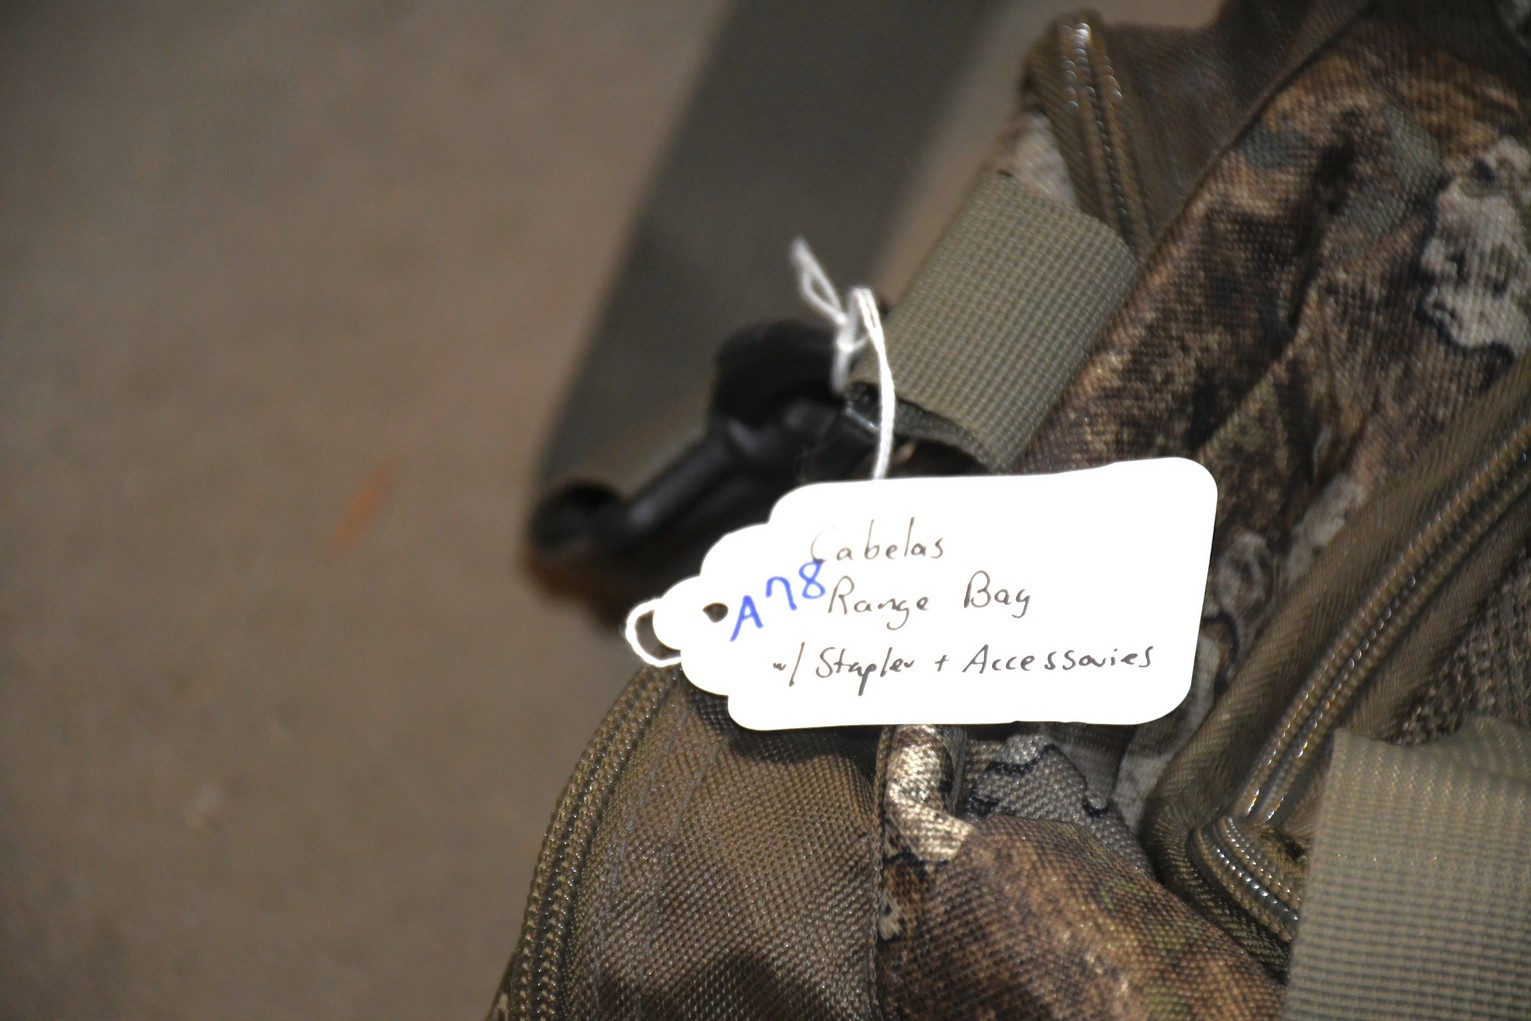 Cabelas
A78
Range Bag
w/ Stapler + Accessories